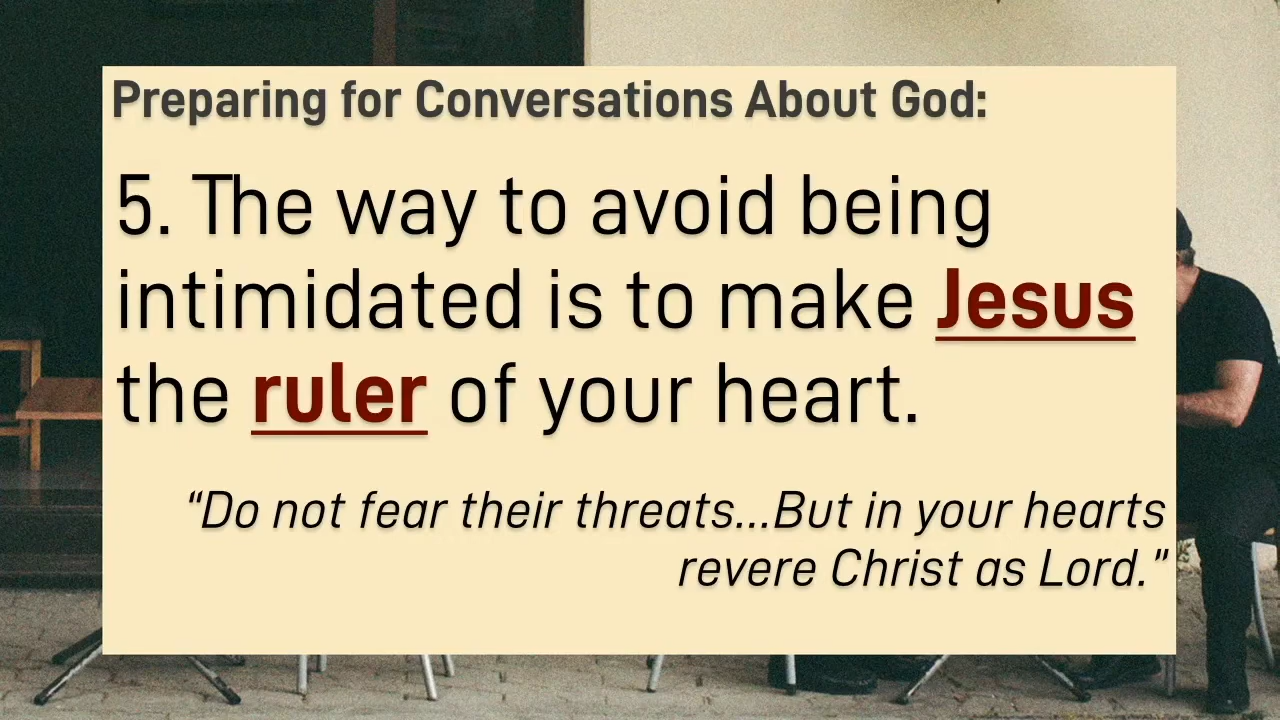 Preparing for Conversations About God:
5. The way to avoid being
intimidated is to make Jesus
the ruler of your heart.
“Do not fear their threats...But in your hearts
revere Christ as Lord.”